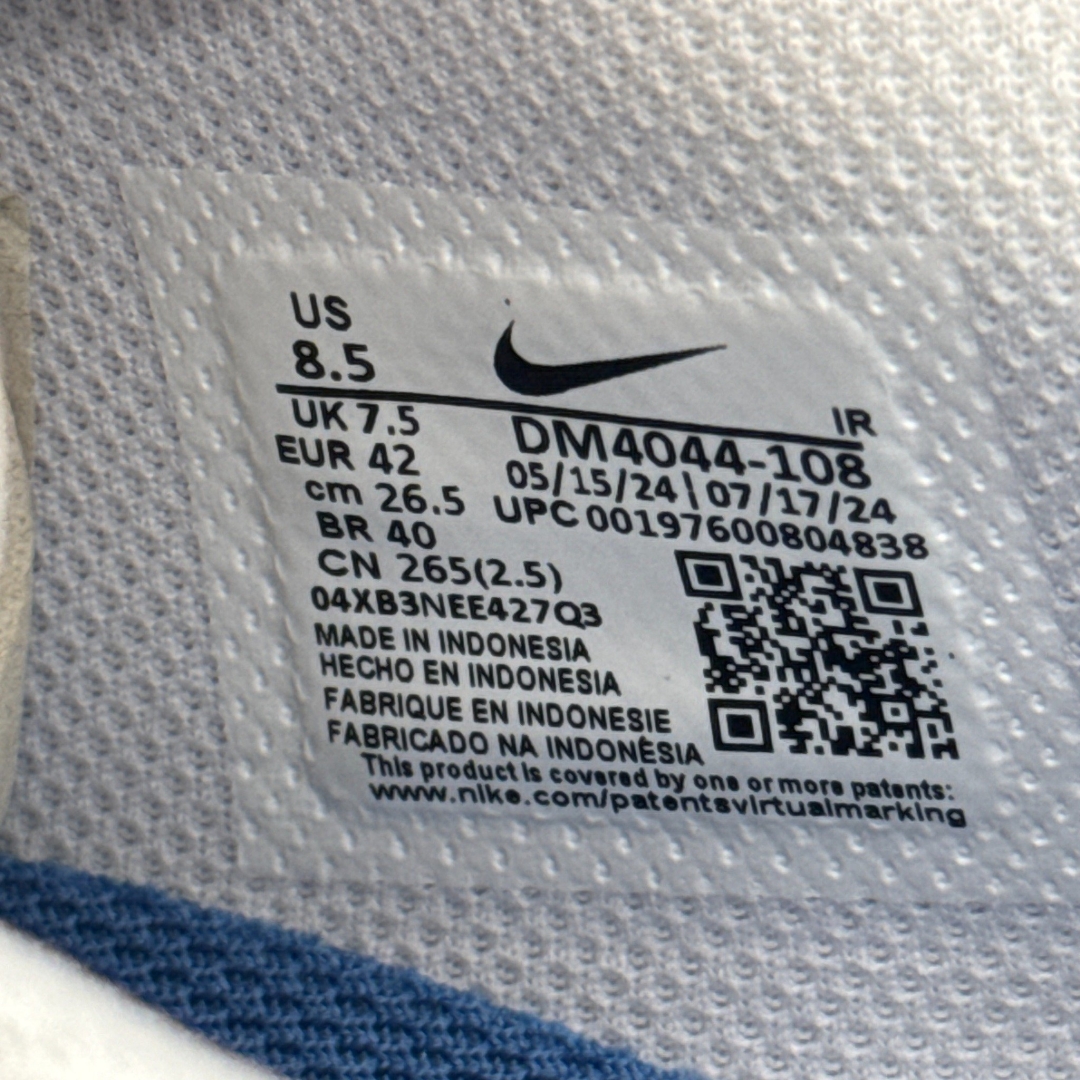 US
8.5
IR
UK 7.5
DM4044-108
EUR 42
05/15/24\07/17/24
cm 26.5
UPC 00197600804838
BR 40
CN 265(2.5)
04XB3NEE427Q3
MADE IN INDONESIA
HECHO EN INDONESIA
FABRIQUE EN INDONESIE
FABRICADO NA INDONÉSIA
This product is covered by one or more patents:
www.nike.com/patentsvirtualmarking